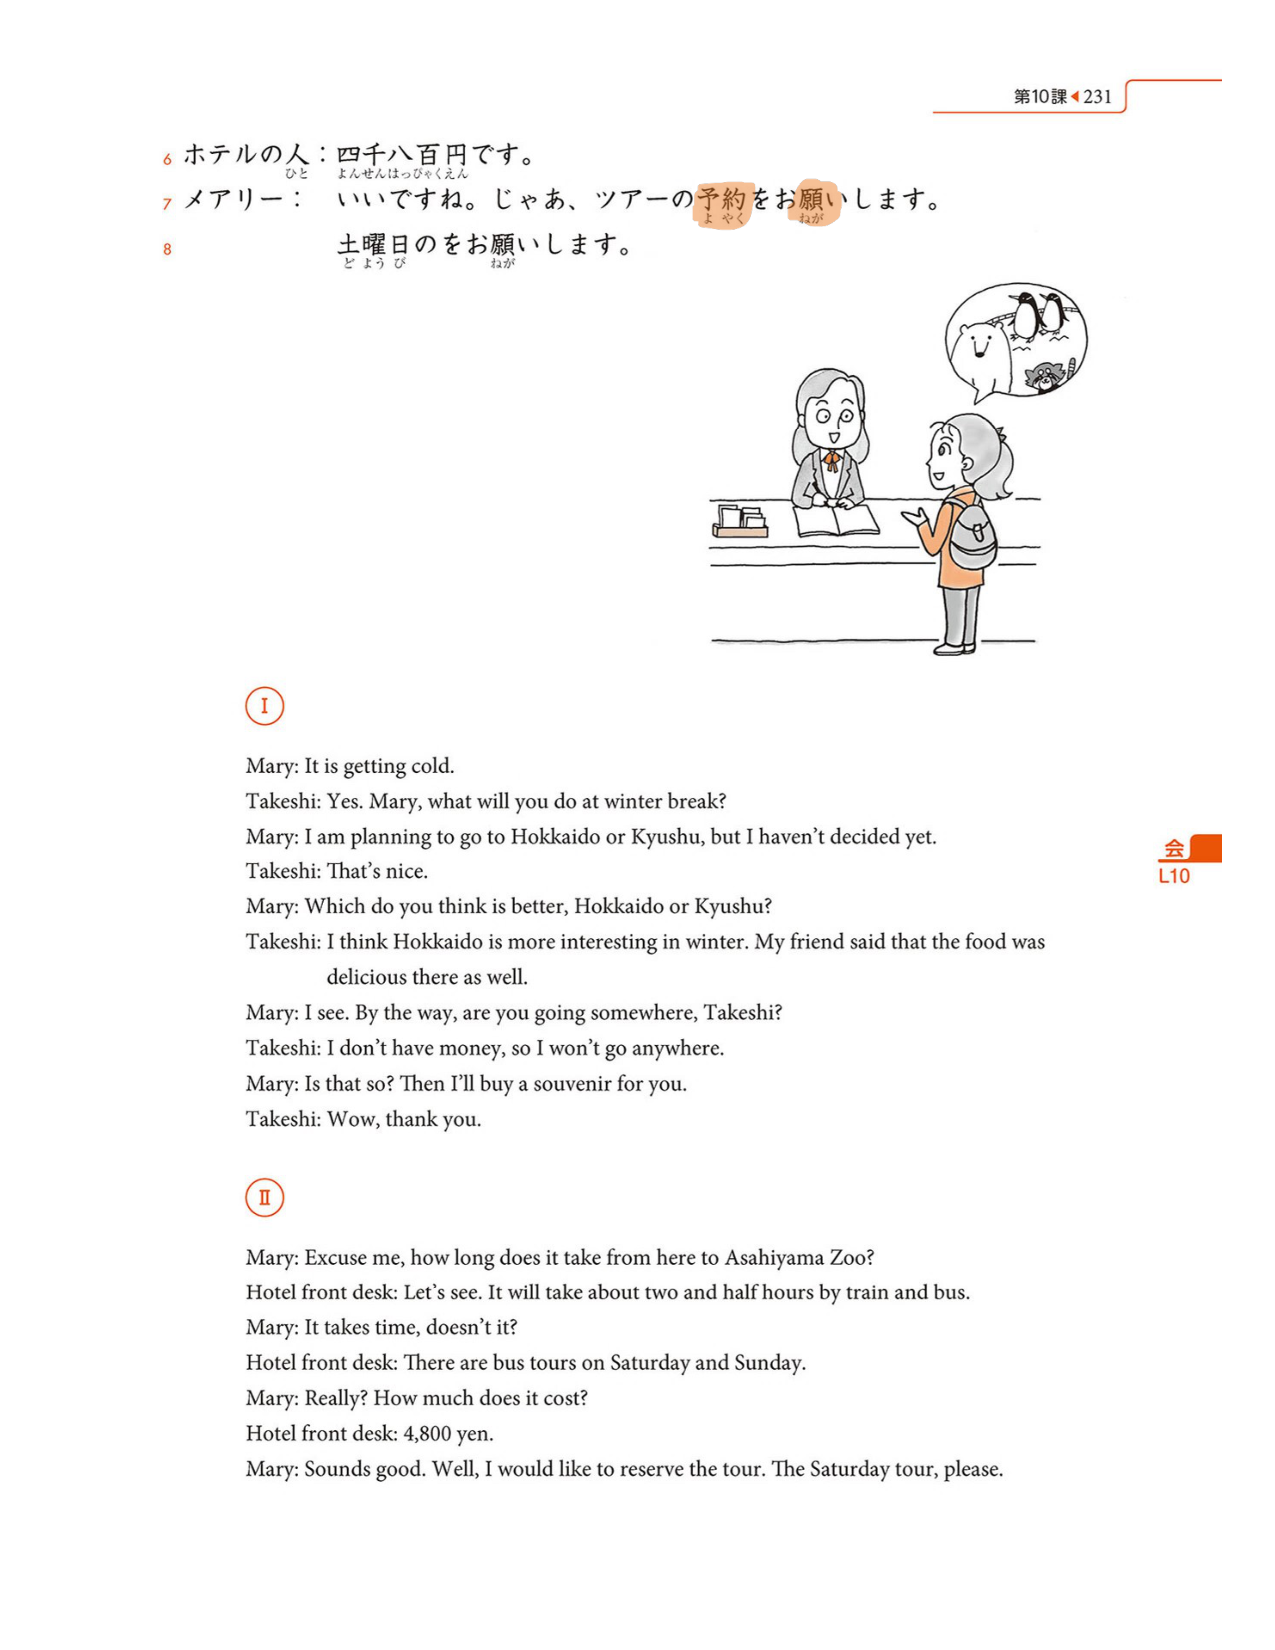 第10課◀231
6 ホテルの人：四千八百円です。
ひと よんせんはっぴゃくえん
7 メアリー： いいですね。じゃあ、ツアーの予約をお願いします。
よ やく ねが
8 土曜日のをお願いします。
ど よう び ねが
I
Mary: It is getting cold.
Takeshi: Yes. Mary, what will you do at winter break?
Mary: I am planning to go to Hokkaido or Kyushu, but I haven’t decided yet.
Takeshi: That’s nice.
会
L10
Mary: Which do you think is better, Hokkaido or Kyushu?
Takeshi: I think Hokkaido is more interesting in winter. My friend said that the food was
delicious there as well.
Mary: I see. By the way, are you going somewhere, Takeshi?
Takeshi: I don’t have money, so I won’t go anywhere.
Mary: Is that so? Then I’ll buy a souvenir for you.
Takeshi: Wow, thank you.
II
Mary: Excuse me, how long does it take from here to Asahiyama Zoo?
Hotel front desk: Let’s see. It will take about two and half hours by train and bus.
Mary: It takes time, doesn’t it?
Hotel front desk: There are bus tours on Saturday and Sunday.
Mary: Really? How much does it cost?
Hotel front desk: 4,800 yen.
Mary: Sounds good. Well, I would like to reserve the tour. The Saturday tour, please.